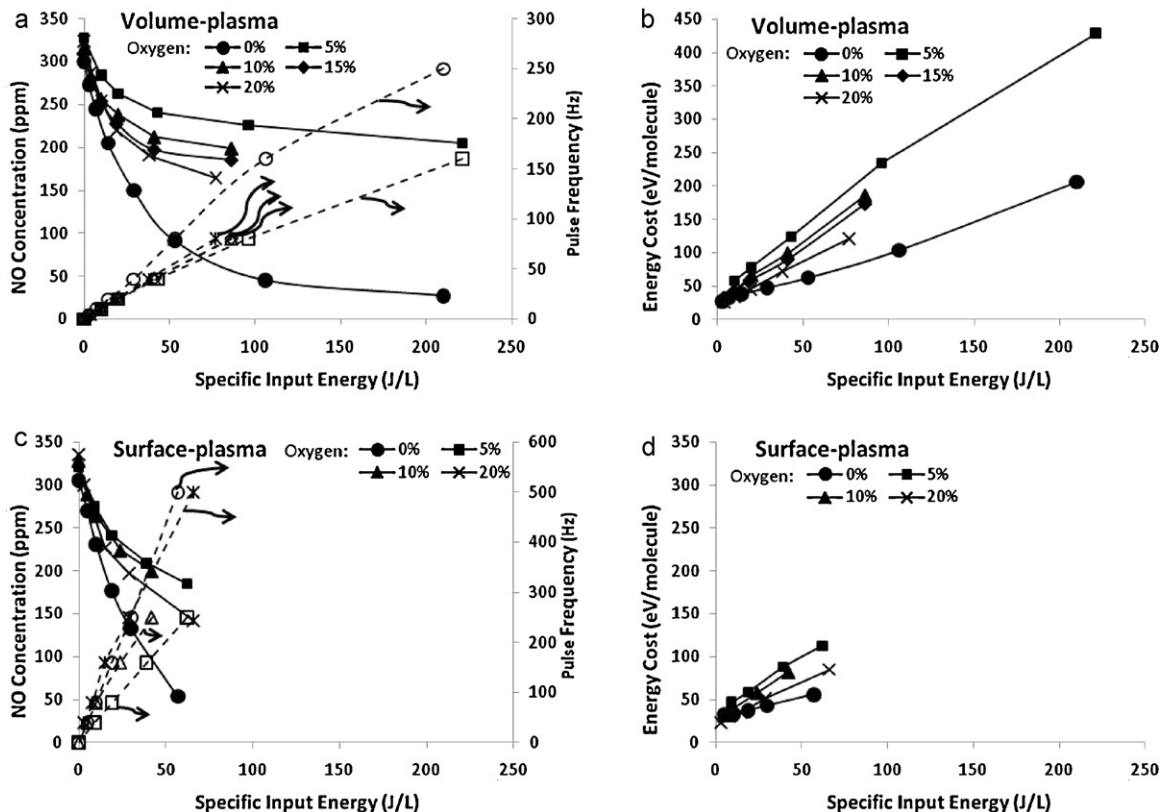 a
Volume-plasma
Oxygen: 0% 5%
10% 15%
20%
NO Concentration (ppm)
350
300
250
200
150
100
50
0
300
250
200
150
100
50
0
Pulse Frequency (Hz)
0 50 100 150 200 250
Specific Input Energy (J/L)
b
Volume-plasma
Oxygen: 0% 5%
10% 15%
20%
Energy Cost (eV/molecule)
450
400
350
300
250
200
150
100
50
0
0 50 100 150 200 250
Specific Input Energy (J/L)
c
Surface-plasma
Oxygen: 0% 5%
10% 20%
NO Concentration (ppm)
350
300
250
200
150
100
50
0
600
500
400
300
200
100
0
Pulse Frequency (Hz)
0 50 100 150 200 250
Specific Input Energy (J/L)
d
Surface-plasma
Oxygen: 0% 5%
10% 20%
Energy Cost (eV/molecule)
350
300
250
200
150
100
50
0
0 50 100 150 200 250
Specific Input Energy (J/L)